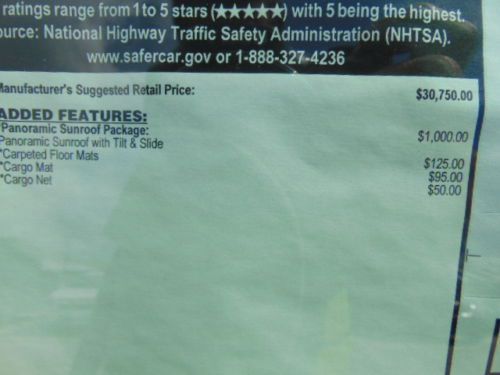 ratings range from 1 to 5 stars (★★★★★) with 5 being the highest.
ource: National Highway Traffic Safety Administration (NHTSA).
www.safercar.gov or 1-888-327-4236
Manufacturer's Suggested Retail Price: $30,750.00
ADDED FEATURES:
*Panoramic Sunroof Package: $1,000.00
Panoramic Sunroof with Tilt & Slide
*Carpeted Floor Mats $125.00
*Cargo Mat $95.00
*Cargo Net $50.00